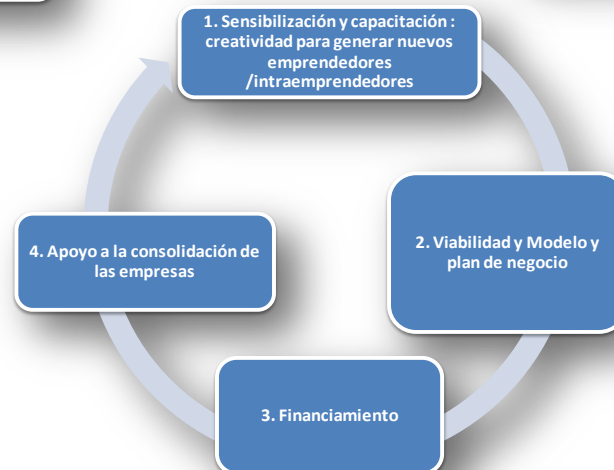 1. Sensibilización y capacitación :
creatividad para generar nuevos
emprendedores
/intraemprendedores
2. Viabilidad y Modelo y
plan de negocio
3. Financiamiento
4. Apoyo a la consolidación de
las empresas